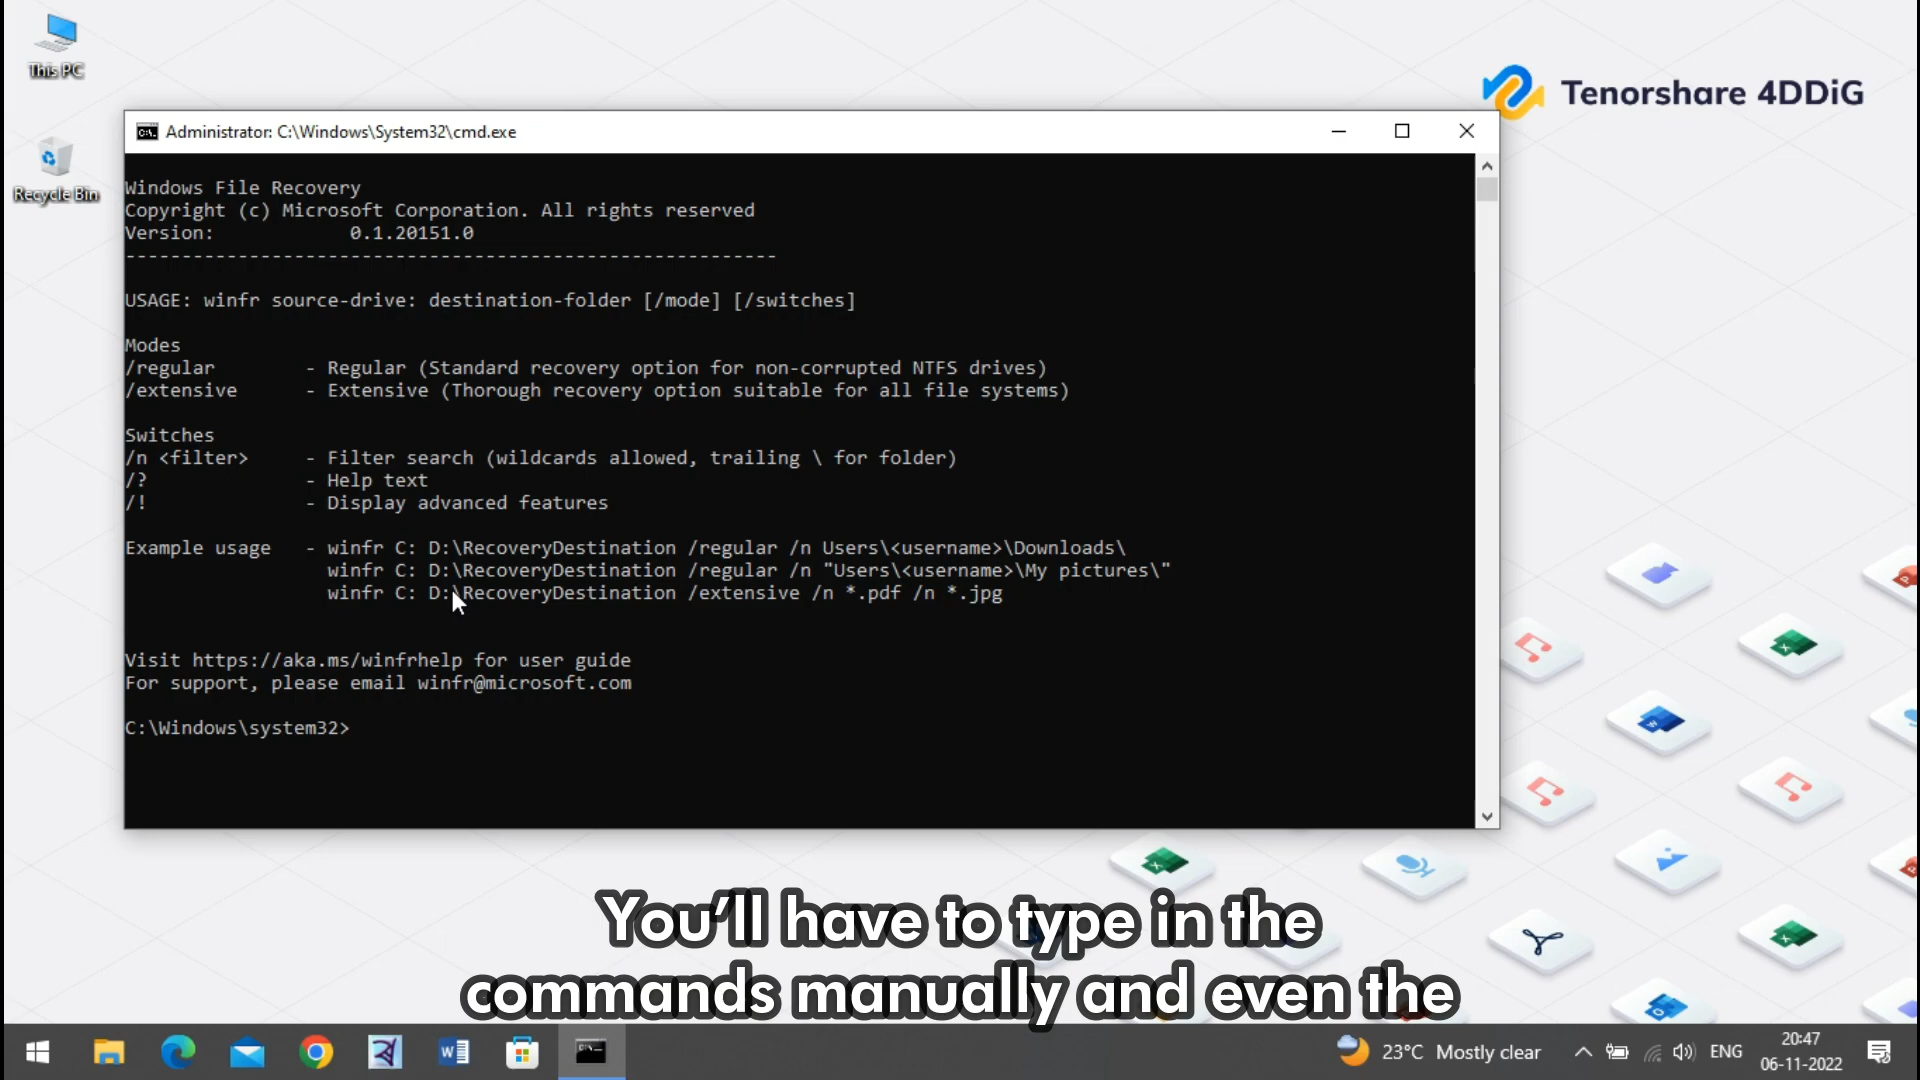 This PC
Recycle Bin
Tenorshare 4DDiG
Administrator: C:\Windows\System32\cmd.exe
Windows File Recovery
Copyright (c) Microsoft Corporation. All rights reserved
Version:            0.1.20151.0
----------------------------------------------------------
USAGE: winfr source-drive: destination-folder [/mode] [/switches]
Modes
/regular        - Regular (Standard recovery option for non-corrupted NTFS drives)
/extensive      - Extensive (Thorough recovery option suitable for all file systems)
Switches
/n <filter>     - Filter search (wildcards allowed, trailing \ for folder)
/?              - Help text
/!              - Display advanced features
Example usage   - winfr C: D:\RecoveryDestination /regular /n Users\<username>\Downloads\
winfr C: D:\RecoveryDestination /regular /n "Users\<username>\My pictures\"
winfr C: D:\RecoveryDestination /extensive /n *.pdf /n *.jpg
Visit https://aka.ms/winfrhelp for user guide
For support, please email winfr@microsoft.com
C:\Windows\system32>
You'll have to type in the
commands manually and even the
23°C Mostly clear
ENG
20:47
06-11-2022